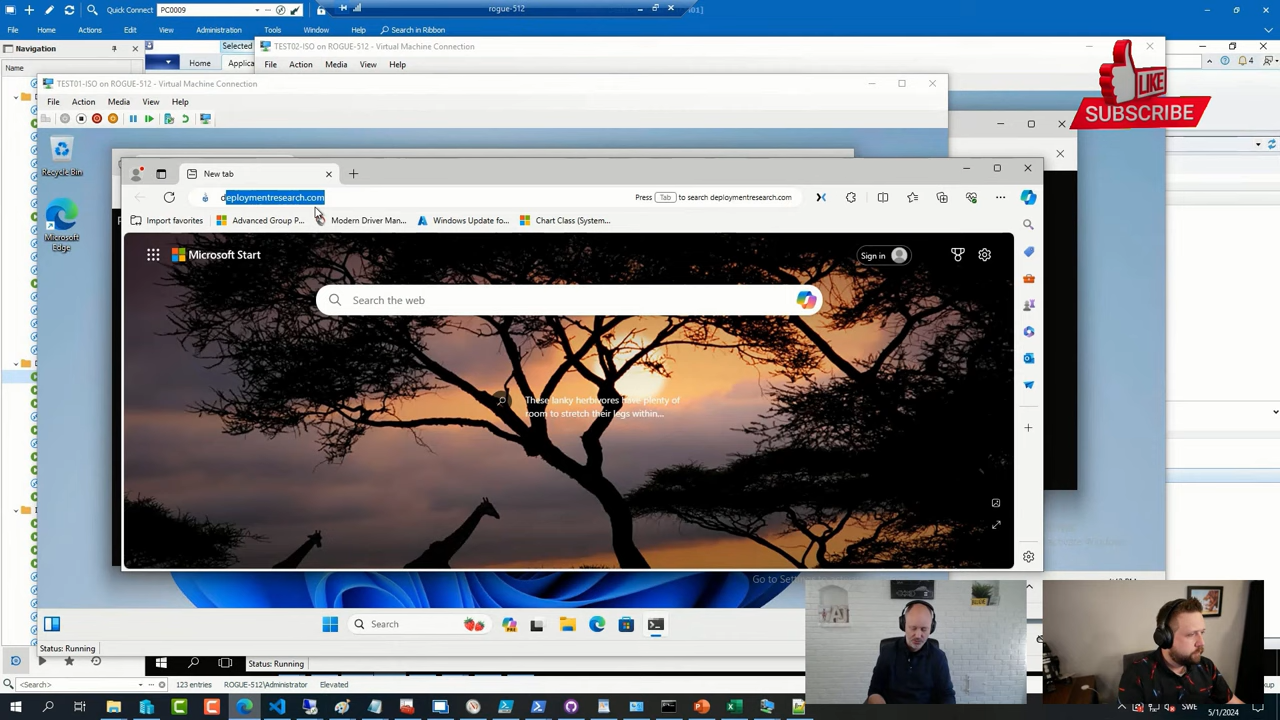 Quick Connect PC0009
rogue-512
File Home Actions Administration Tools Window Help Search in Ribbon
Navigation
Name
Selected
Home Applica
TEST02-ISO on ROGUE-512 - Virtual Machine Connection
File Action Media View Help
4
TEST01-ISO on ROGUE-512 - Virtual Machine Connection
File Action Media View Help
LIKE
SUBSCRIBE
Recycle Bin
Microsoft
Edge
New tab
deploymentresearch.com
Press Tab to search deploymentresearch.com
Import favorites
Advanced Group P...
Modern Driver Man...
Windows Update fo...
Chart Class (System...
Microsoft Start
Sign in
Search the web
These lanky herbivores have plenty of
room to stretch their legs within...
Search
PRE
Status: Running
Status: Running
<Search>
123 entries
ROGUE-512\Administrator
Elevated
SWE
5/1/2024